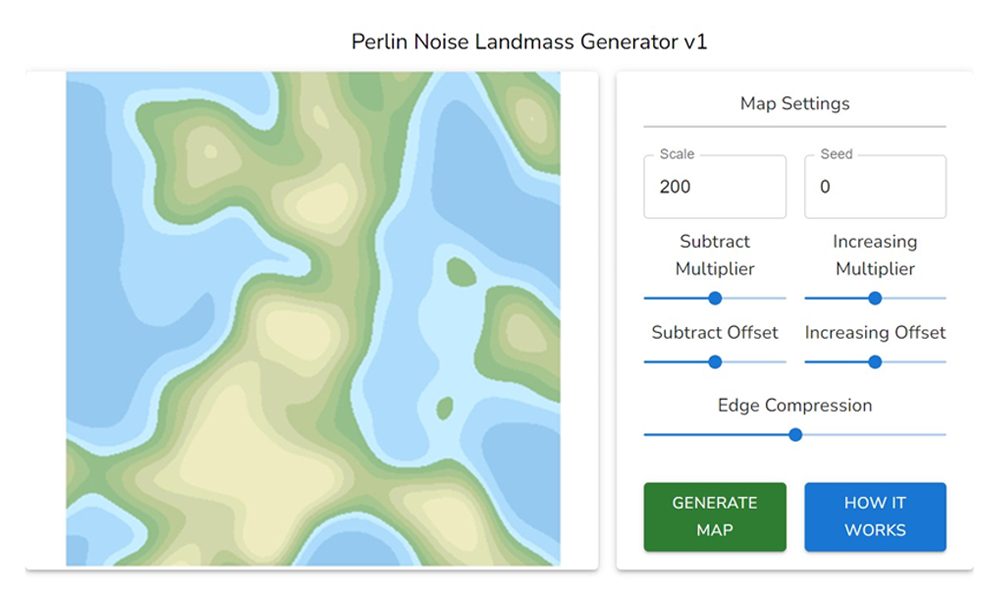 Perlin Noise Landmass Generator v1
Map Settings
Scale
200
Seed
0
Subtract
Multiplier
Increasing
Multiplier
Subtract Offset
Increasing Offset
Edge Compression
GENERATE
MAP
HOW IT
WORKS